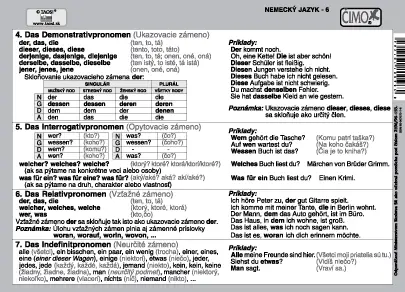 © TAOSI
www.taosi.sk
NEMECKÝ JAZYK - 6
CIMO
4. Das Demonstrativpronomen (Ukazovacie zámeno)
der, das, die (ten, to, tá)
dieser, dieses, diese (tento, toto, táto)
derjenige, dasjenige, diejenige (ten, to, tá; onen, oné, oná)
derselbe, dasselbe, dieselbe (ten istý, to isté, tá istá)
jener, jenes, jene (onen, oné, oná)
Skloňovanie ukazovacieho zámena der:
SINGULÁR PLURÁL
MUŽSKÝ ROD STREDNÝ ROD ŽENSKÝ ROD VŠETKY RODY
N der das die die
G dessen dessen deren deren
D dem dem der denen
A den das die die
Príklady:
Der kommt noch.
Oh, eine Kette! Die ist aber schön!
Dieser Schüler ist fleißig.
Diesen Jungen verstehe ich nicht.
Dieses Buch habe ich nicht gelesen.
Diese Aufgabe ist nicht schwierig.
Du machst denselben Fehler.
Sie hat dasselbe Kleid an wie gestern.
Poznámka: Ukazovacie zámeno dieser, dieses, diese
sa skloňuje ako určitý člen.
5. Das Interrogativpronomen (Opytovacie zámeno)
N wer? (kto?)
G wessen? (koho?)
D wem? (komu?)
A wen? (koho?)
N was? (čo?)
G wessen? (čoho?)
D -
A was? (čo?)
welcher? welches? welche? (ktorý? ktoré? ktorá/ktorí/ktoré?)
(ak sa pýtame na konkrétne veci alebo osoby)
was für ein? was für eine? was für? (aký/aké? aká? akí/aké?)
(ak sa pýtame na druh, charakter alebo vlastnosť)
Príklady:
Wem gehört die Tasche? (Komu patrí taška?)
Auf wen wartest du? (Na koho čakáš?)
Wessen Buch ist das? (Čia je to kniha?)
Welches Buch liest du? Märchen von Brüder Grimm.
Was für ein Buch liest du? Einen Krimi.
6. Das Relativpronomen (Vzťažné zámeno)
der, das, die (ten, to, tá)
welcher, welches, welche (ktorý, ktoré, ktorá)
wer, was (kto,čo)
Vzťažné zámeno der sa skloňuje tak isto ako ukazovacie zámeno der.
Poznámka: Úlohu vzťažných zámen plnia aj zámenné príslovky
woran, worauf, worin, wovon, ...
Príklady:
Ich höre Peter zu, der gut Gitarre spielt.
Ich komme mit meiner Tante, die in Berlin wohnt.
Der Mann, dem das Auto gehört, ist im Büro.
Das Haus, in dem ich wohne, ist groß.
Das ist alles, was ich noch sagen kann.
Das ist es, woran ich dich erinnern möchte.
7. Das Indefinitpronomen (Neurčité zámeno)
alle (všetci), ein bisschen, ein paar, ein wenig (trocha), einer, eines,
eine (einer dieser Wagen), einige (niektorí), etwas (niečo), jeder,
jedes, jede (každý, každé, každá), jemand (niekto), kein, kein, keine
(žiadny, žiadne, žiadna), man (neurčitý podmet), mancher (niektorý,
niekoľko), mehrere (viacerí), nichts (nič), niemand (nikto), ...
Príklady:
Alle meine Freunde sind hier. (Všetci moji priatelia sú tu.)
Siehst du etwas? (Vidíš niečo?)
Man sagt. (Vraví sa.)